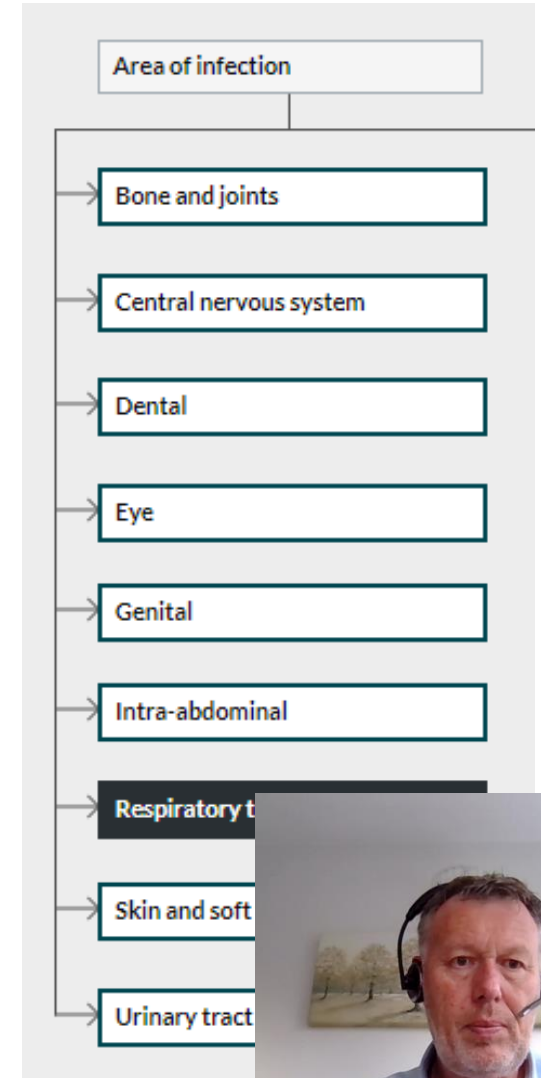 Area of infection
Bone and joints
Central nervous system
Dental
Eye
Genital
Intra-abdominal
Respiratory
Skin and soft
Urinary tract